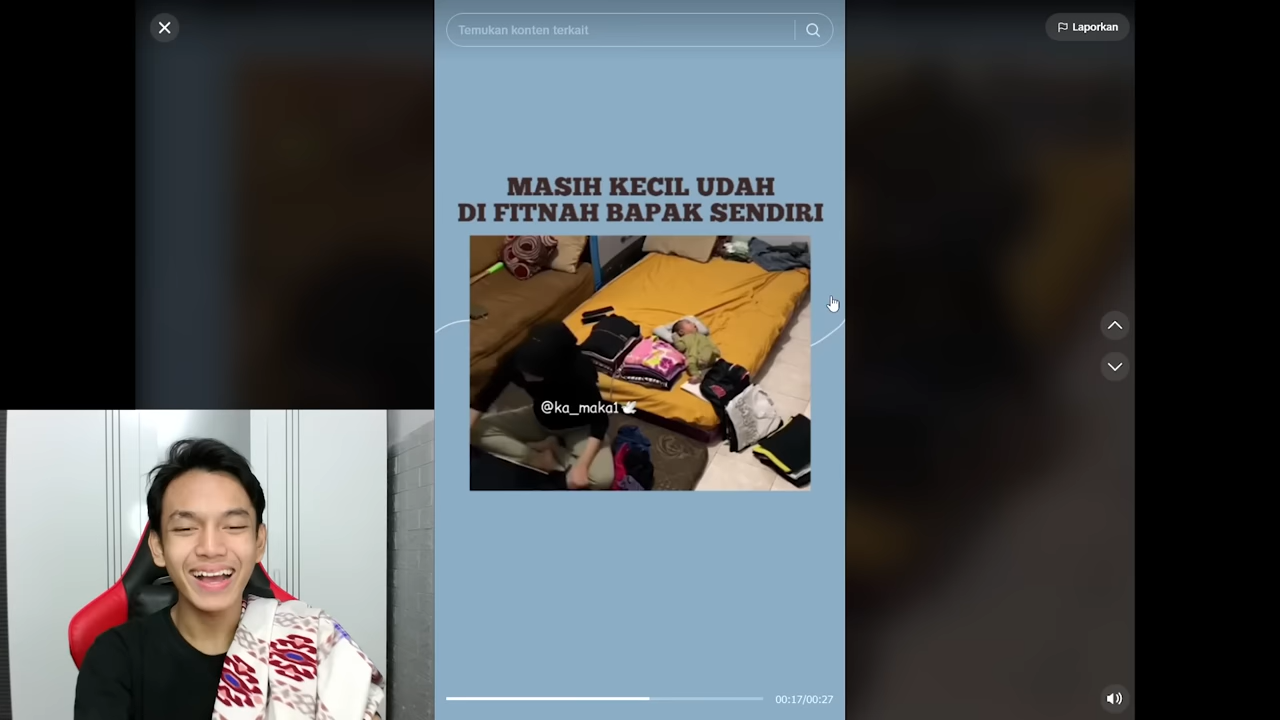 Temukan konten terkait
Laporkan
MASIH KECIL UDAH
DI FITNAH BAPAK SENDIRI
@ka_maka1
00:17/00:27